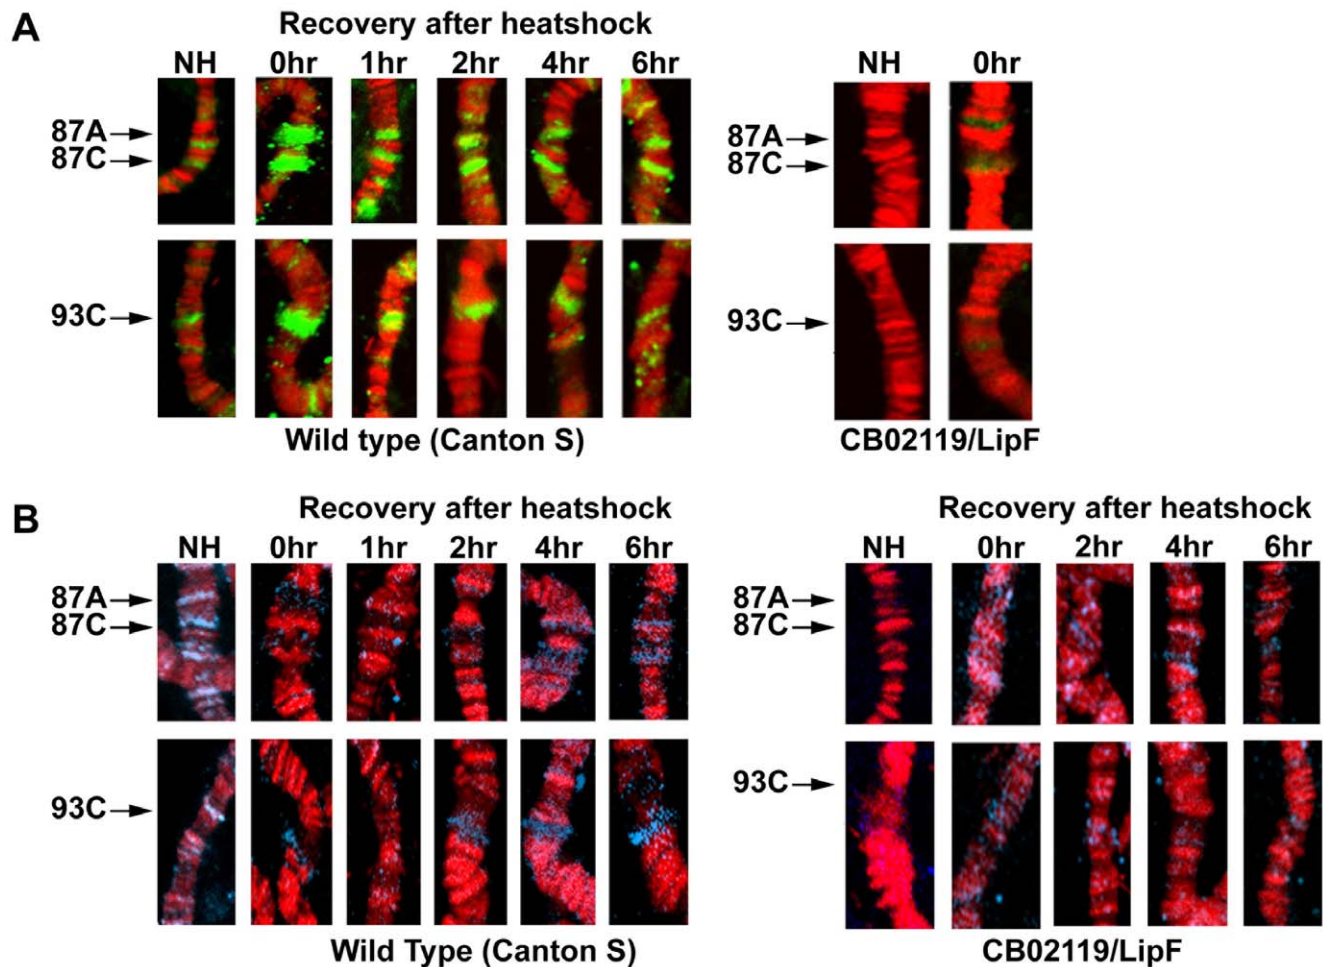 A
Recovery after heatshock
NH 0hr 1hr 2hr 4hr 6hr
NH 0hr
87A
87C
87A
87C
93C
93C
Wild type (Canton S)
CB02119/LipF
B
Recovery after heatshock
Recovery after heatshock
NH 0hr 1hr 2hr 4hr 6hr
NH 0hr 2hr 4hr 6hr
87A
87C
87A
87C
93C
93C
Wild Type (Canton S)
CB02119/LipF